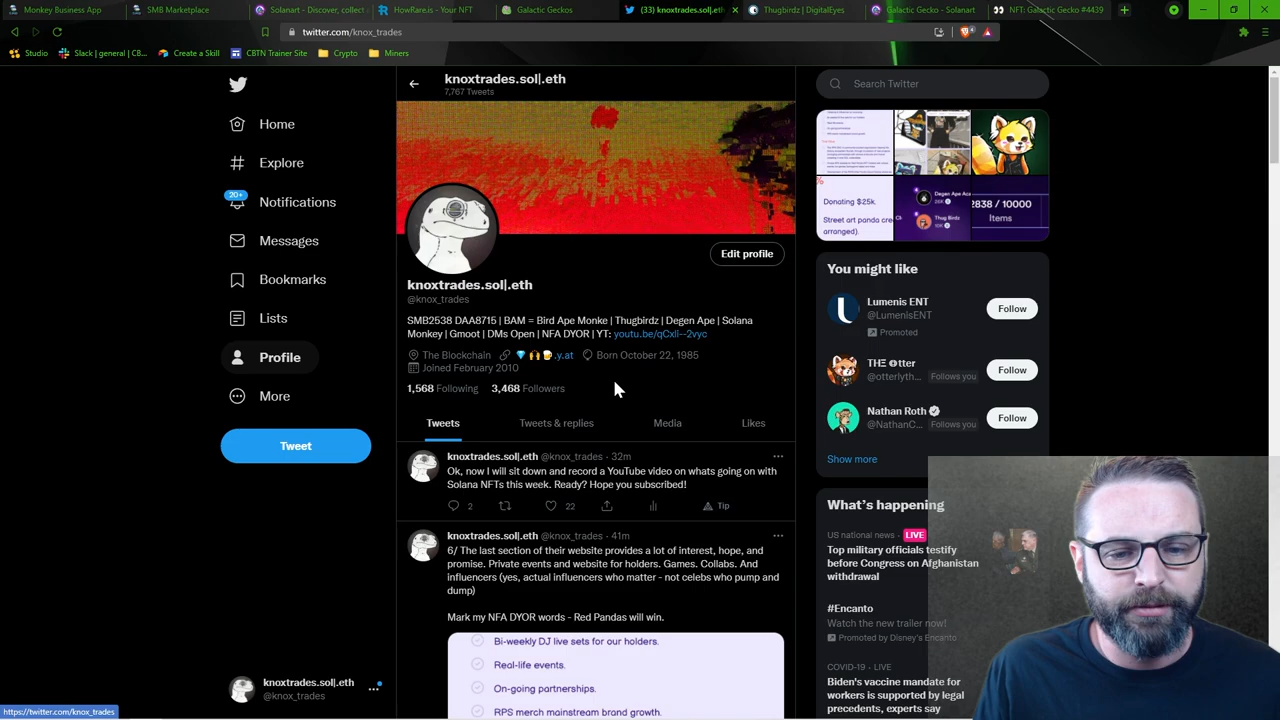 Monkey Business App
SMB Marketplace
Solanart - Discover, collect
HowRare.is - Your NFT
Galactic Geckos
(33) knoxtrades.sol|.eth
Thugbirdz | DigitalEyes
Galactic Gecko - Solanart
NFT: Galactic Gecko #4439
twitter.com/knox_trades
Studio
Slack | general | CB...
Create a Skill
CBTN Trainer Site
Crypto
Miners
Home
Explore
20+
Notifications
Messages
Bookmarks
Lists
Profile
More
Tweet
knoxtrades.sol|.eth
@knox_trades
https://twitter.com/knox_trades
knoxtrades.sol|.eth
7,767 Tweets
Edit profile
knoxtrades.sol|.eth
@knox_trades
SMB2538 DAA8715 | BAM = Bird Ape Monke | Thugbirdz | Degen Ape | Solana
Monkey | Gmoot | DMs Open | NFA DYOR | YT: youtu.be/qCxli--2vyc
The Blockchain 💎🙌🍺.y.at Born October 22, 1985
Joined February 2010
1,568 Following 3,468 Followers
Tweets
Tweets & replies
Media
Likes
knoxtrades.sol|.eth @knox_trades · 32m
Ok, now I will sit down and record a YouTube video on whats going on with
Solana NFTs this week. Ready? Hope you subscribed!
2 22 Tip
knoxtrades.sol|.eth @knox_trades · 41m
6/ The last section of their website provides a lot of interest, hope, and
promise. Private events and website for holders. Games. Collabs. And
influencers (yes, actual influencers who matter - not celebs who pump and
dump)
Mark my NFA DYOR words - Red Pandas will win.
Bi-weekly DJ live sets for our holders.
Real-life events.
On-going partnerships.
RPS merch mainstream brand growth.
Search Twitter
%
Donating $25k.
Street art panda cre
arranged).
Degen Ape Aca
Thug Birdz
2838 / 10000
Items
You might like
Lumenis ENT
@LumenisENT
Promoted
Follow
@otterlyth...
Follows you
Follow
Nathan Roth
@NathanC...
Follows you
Follow
Show more
What's happening
US national news · LIVE
Top military officials testify
before Congress on Afghanistan
withdrawal
#Encanto
Watch the new trailer now!
Promoted by Disney's Encanto
COVID-19 · LIVE
Biden's vaccine mandate for
workers is supported by legal
precedents, experts say